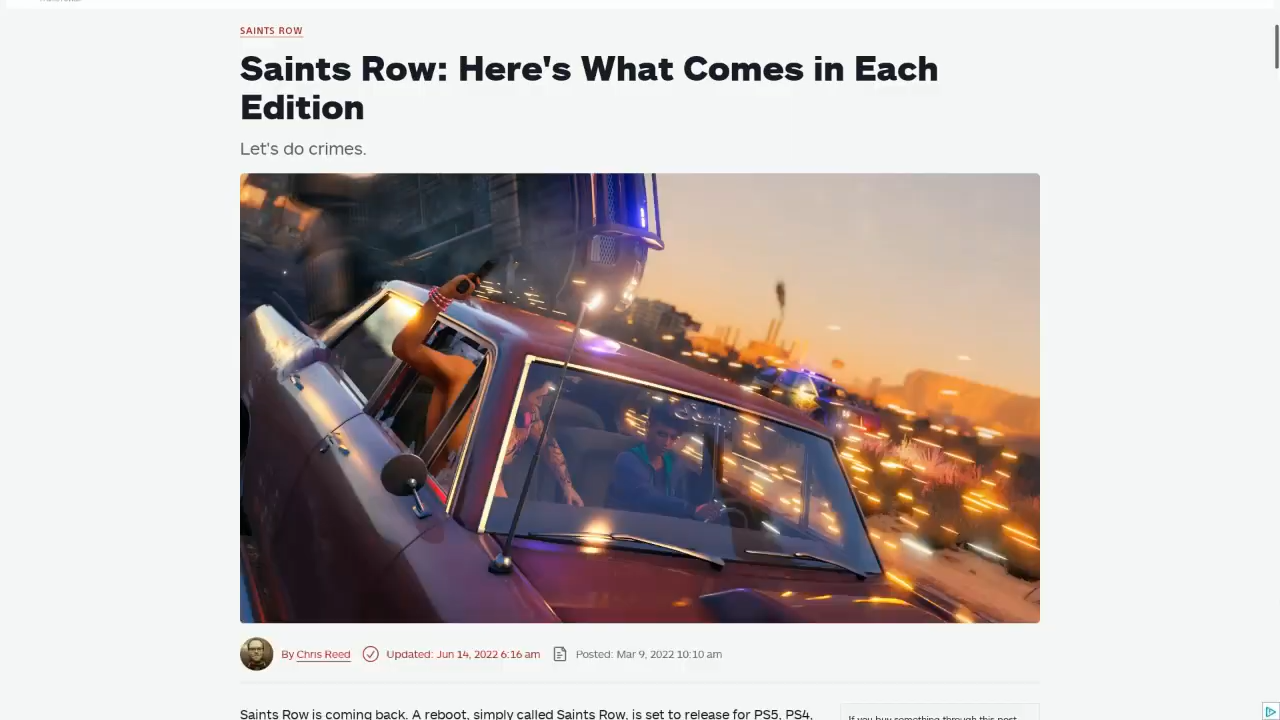 SAINTS ROW
Saints Row: Here's What Comes in Each
Edition
Let's do crimes.
By Chris Reed Updated: Jun 14, 2022 6:16 am Posted: Mar 9, 2022 10:10 am
Saints Row is coming back. A reboot, simply called Saints Row, is set to release for PS5, PS4,
If you buy something through this post,